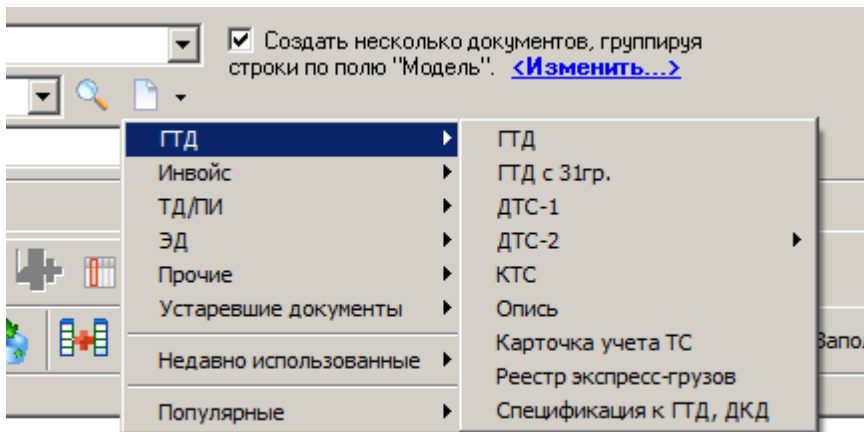 Создать несколько документов, группируя
строки по полю "Модель". <Изменить...>
ГТД
Инвойс
ТД/ПИ
ЭД
Прочие
Устаревшие документы
Недавно использованные
Популярные
ГТД
ГТД с 31гр.
ДТС-1
ДТС-2
КТС
Опись
Карточка учета ТС
Реестр экспресс-грузов
Спецификация к ГТД, ДКД